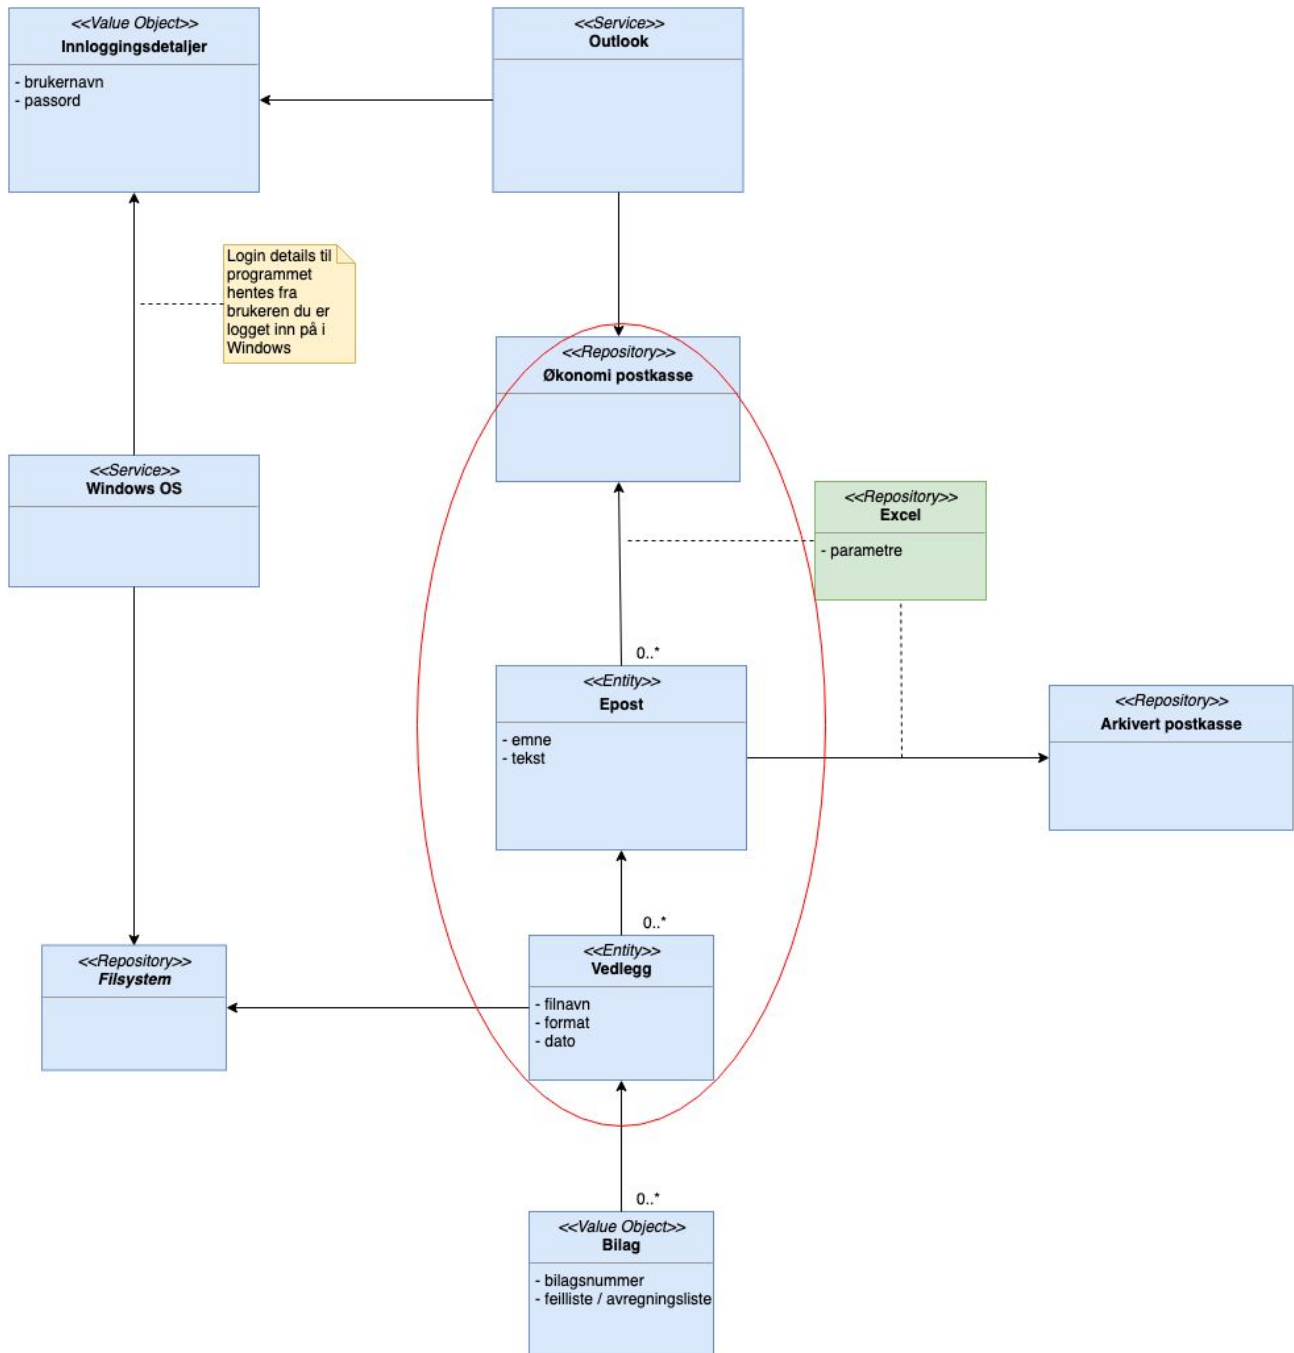 <<Value Object>>
Innloggingsdetaljer
- brukernavn
- passord
<<Service>>
Outlook
Login details til
programmet
hentes fra
brukeren du er
logget inn på i
Windows
<<Repository>>
Økonomi postkasse
<<Service>>
Windows OS
<<Repository>>
Excel
- parametre
0..*
<<Entity>>
Epost
- emne
- tekst
<<Repository>>
Arkivert postkasse
0..*
<<Entity>>
Vedlegg
- filnavn
- format
- dato
<<Repository>>
Filsystem
0..*
<<Value Object>>
Bilag
- bilagsnummer
- feilliste / avregningsliste